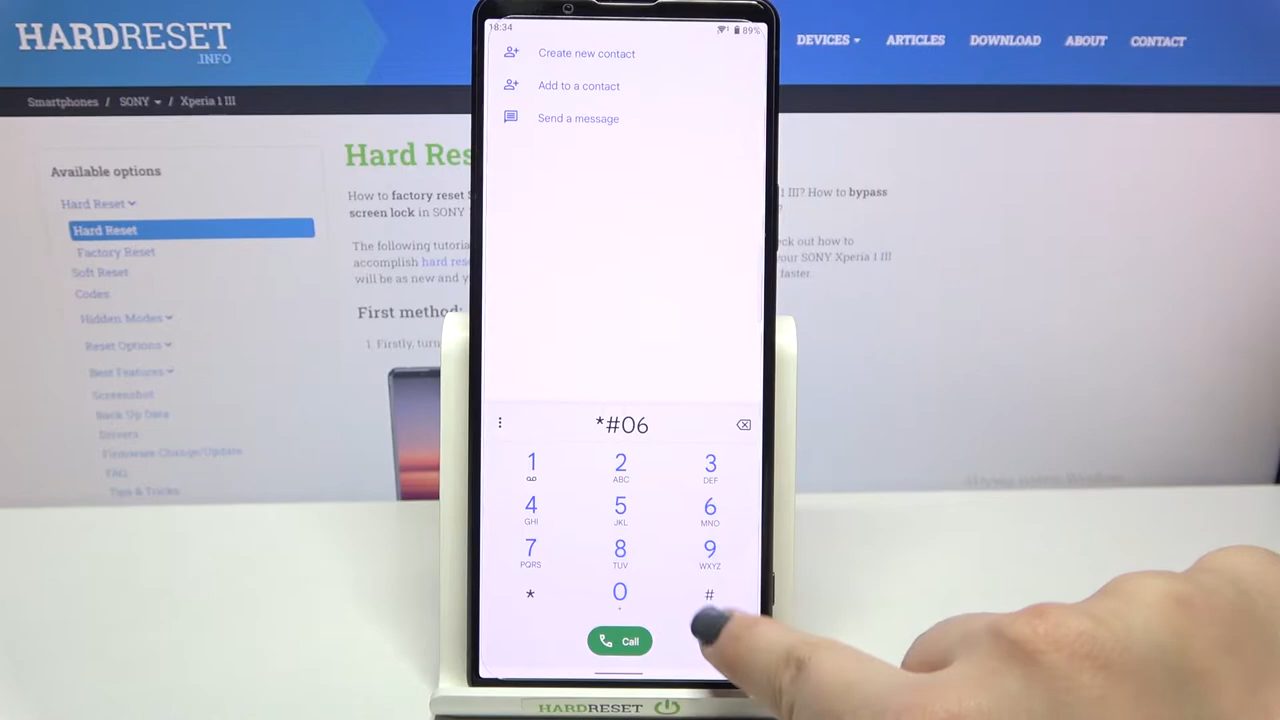 HARDRESET
.INFO
DEVICES
ARTICLES
DOWNLOAD
ABOUT
CONTACT
Smartphones / SONY / Xperia 1 III
Available options
Hard Reset
Hard Reset
Factory Reset
Soft Reset
Codes
Hidden Modes
Reset Options
Best Features
Screenshot
Back Up Data
Drivers
Firmware Change/Update
FAQ
Tips & Tricks
Hard Res
How to factory reset
screen lock in SONY
1 III? How to bypass
?
The following tutorial
accomplish hard res
will be as new and y
eck out how to
your SONY Xperia 1 III
faster.
First method:
1. Firstly, turn
18:34
89%
Create new contact
Add to a contact
Send a message
*#06
1
2 ABC
3 DEF
4 GHI
5 JKL
6 MNO
7 PQRS
8 TUV
9 WXYZ
* 0 #
Call
HARDRESET